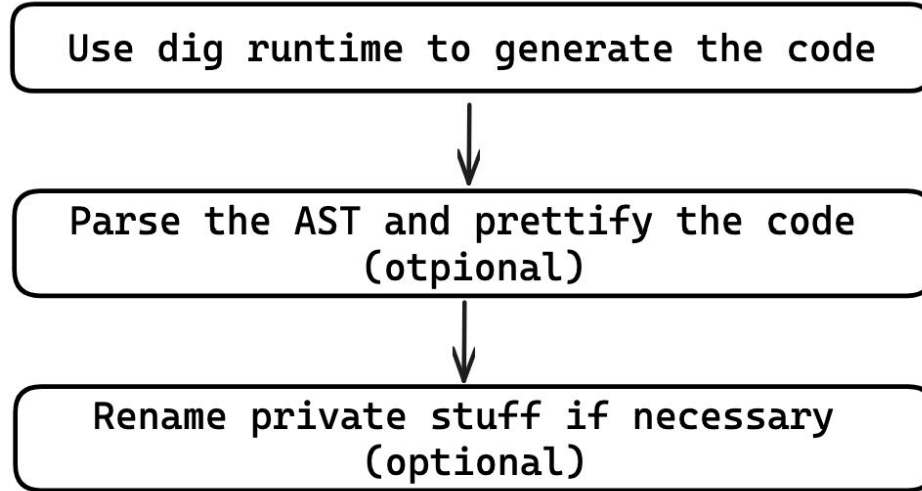 Use dig runtime to generate the code
Parse the AST and prettify the code
(otpional)
Rename private stuff if necessary
(optional)